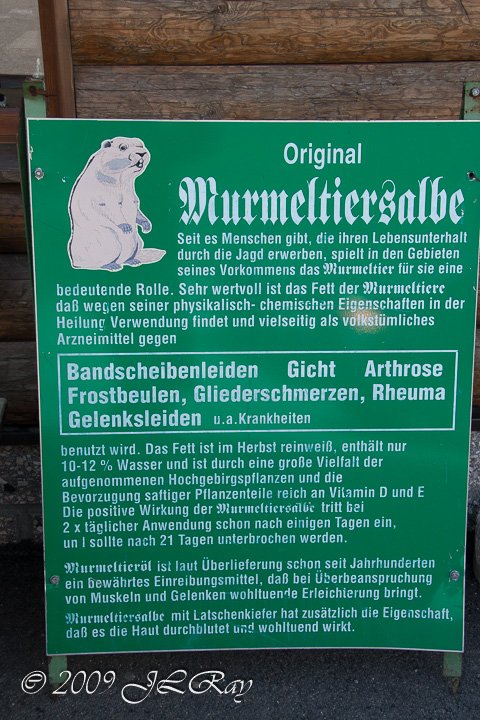 Original
Murmeltiersalbe
Seit es Menschen gibt, die ihren Lebensunterhalt
durch die Jagd erwerben, spielt in den Gebieten
seines Vorkommens das Murmeltier für sie eine
bedeutende Rolle. Sehr wertvoll ist das Fett der Murmeltiere
daß wegen seiner physikalisch- chemischen Eigenschaften in der
Heilung Verwendung findet und vielseitig als volkstümliches
Arzneimittel gegen
Bandscheibenleiden Gicht Arthrose
Frostbeulen, Gliederschmerzen, Rheuma
Gelenksleiden u.a.Krankheiten
benutzt wird. Das Fett ist im Herbst reinweiß, enthält nur
10-12 % Wasser und ist durch eine große Vielfalt der
aufgenommenen Hochgebirgspflanzen und die
Bevorzugung saftiger Pflanzenteile reich an Vitamin D und E
Die positive Wirkung der Murmeltiersalbe tritt bei
2 x täglicher Anwendung schon nach einigen Tagen ein,
un l sollte nach 21 Tagen unterbrochen werden.
Murmeltieröl ist laut Überlieferung schon seit Jahrhunderten
ein bewährtes Einreibungsmittel, daß bei Überbeanspruchung
von Muskeln und Gelenken wohltuende Erleichterung bringt.
Murmeltiersalbe mit Latschenkiefer hat zusätzlich die Eigenschaft,
daß es die Haut durchblutet und wohltuend wirkt.
© 2009 JLRay